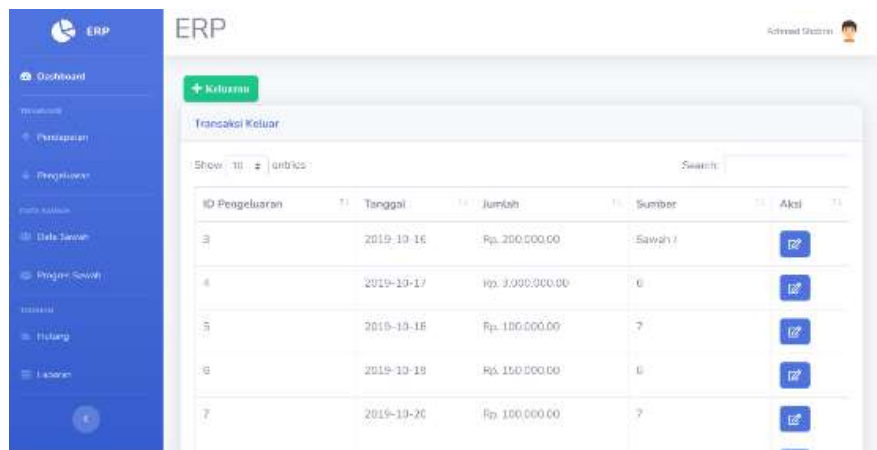 ERP
ERP
Dashboard
Pendapatan
Pengeluaran
Data Sawah
Progres Sawah
Hutang
Laporan
+ Keluaran
Transaksi Keluar
Show 10 entries
Search:
ID Pengeluaran Tanggal Jumlah Sumber Aksi
3 2019-10-16 Rp. 200.000,00 Sawah
4 2019-10-17 Rp. 3.000.000,00 6
5 2019-10-18 Rp. 100.000,00 7
6 2019-10-19 Rp. 150.000,00 6
7 2019-10-20 Rp. 100.000,00 7